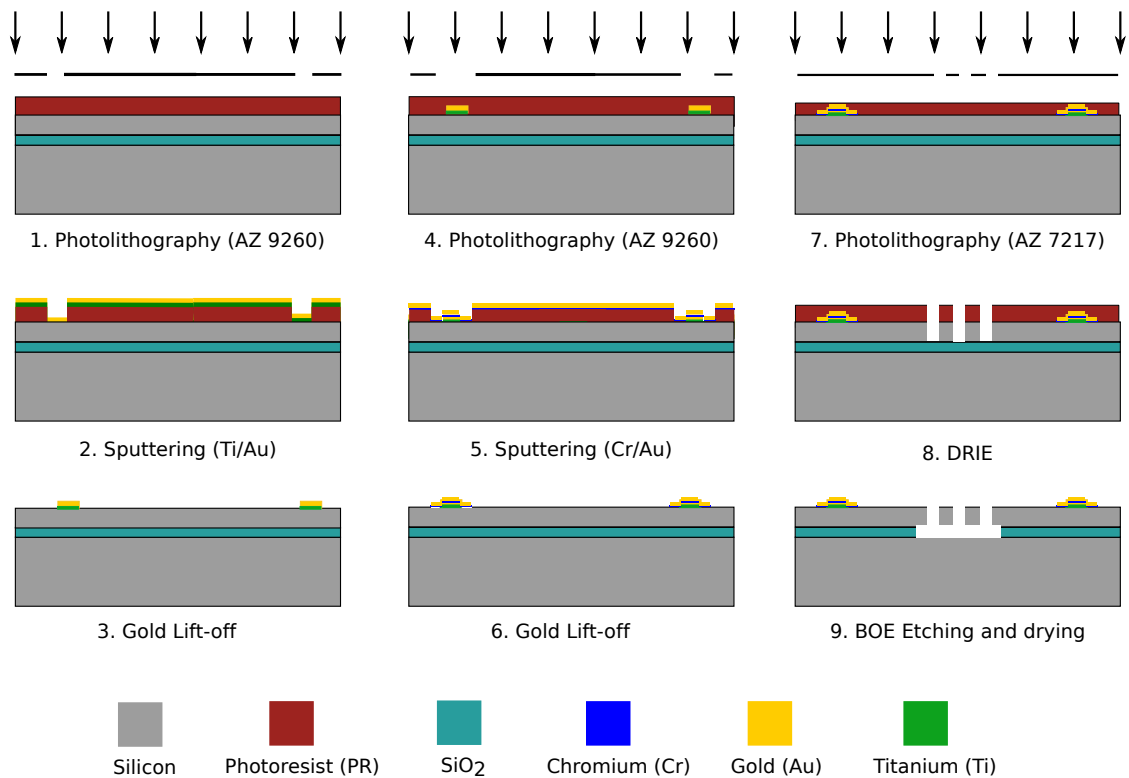 1. Photolithography (AZ 9260)
4. Photolithography (AZ 9260)
7. Photolithography (AZ 7217)
2. Sputtering (Ti/Au)
5. Sputtering (Cr/Au)
8. DRIE
3. Gold Lift-off
6. Gold Lift-off
9. BOE Etching and drying
Silicon
Photoresist (PR)
SiO2
Chromium (Cr)
Gold (Au)
Titanium (Ti)